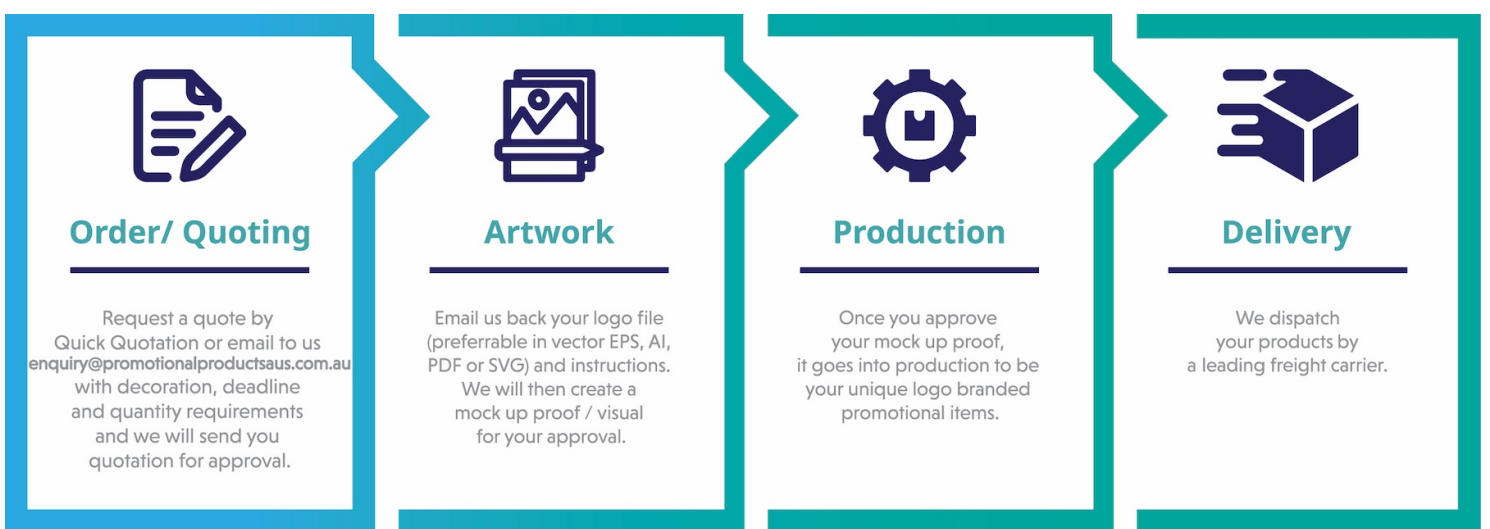 Order/ Quoting
Request a quote by
Quick Quotation or email to us
enquiry@promotionalproductsaus.com.au
with decoration, deadline
and quantity requirements
and we will send you
quotation for approval.
Artwork
Email us back your logo file
(preferrable in vector EPS, AI,
PDF or SVG) and instructions.
We will then create a
mock up proof / visual
for your approval.
Production
Once you approve
your mock up proof,
it goes into production to be
your unique logo branded
promotional items.
Delivery
We dispatch
your products by
a leading freight carrier.